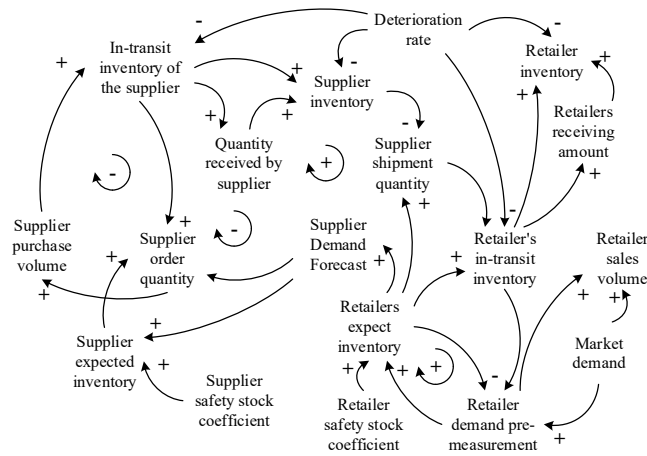 Deterioration
rate
In-transit
inventory of
the supplier
Supplier
inventory
Retailer
inventory
Retailers
receiving
amount
Quantity
received by
supplier
Supplier
shipment
quantity
Supplier
purchase
volume
Supplier
order
quantity
Supplier
Demand
Forecast
Retailer's
in-transit
inventory
Retailer
sales
volume
Retailers
expect
inventory
Supplier
expected
inventory
Market
demand
Supplier
safety stock
coefficient
Retailer
safety stock
coefficient
Retailer
demand pre-
measurement